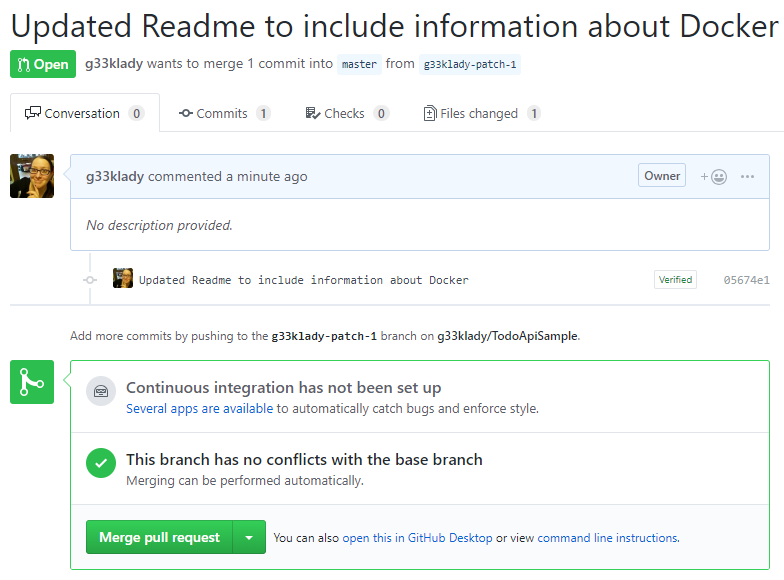 Updated Readme to include information about Docker
Open g33klady wants to merge 1 commit into master from g33klady-patch-1
Conversation 0 Commits 1 Checks 0 Files changed 1
g33klady commented a minute ago Owner +
No description provided.
Updated Readme to include information about Docker Verified 05674e1
Add more commits by pushing to the g33klady-patch-1 branch on g33klady/TodoApiSample.
Continuous integration has not been set up
Several apps are available to automatically catch bugs and enforce style.
This branch has no conflicts with the base branch
Merging can be performed automatically.
Merge pull request You can also open this in GitHub Desktop or view command line instructions.